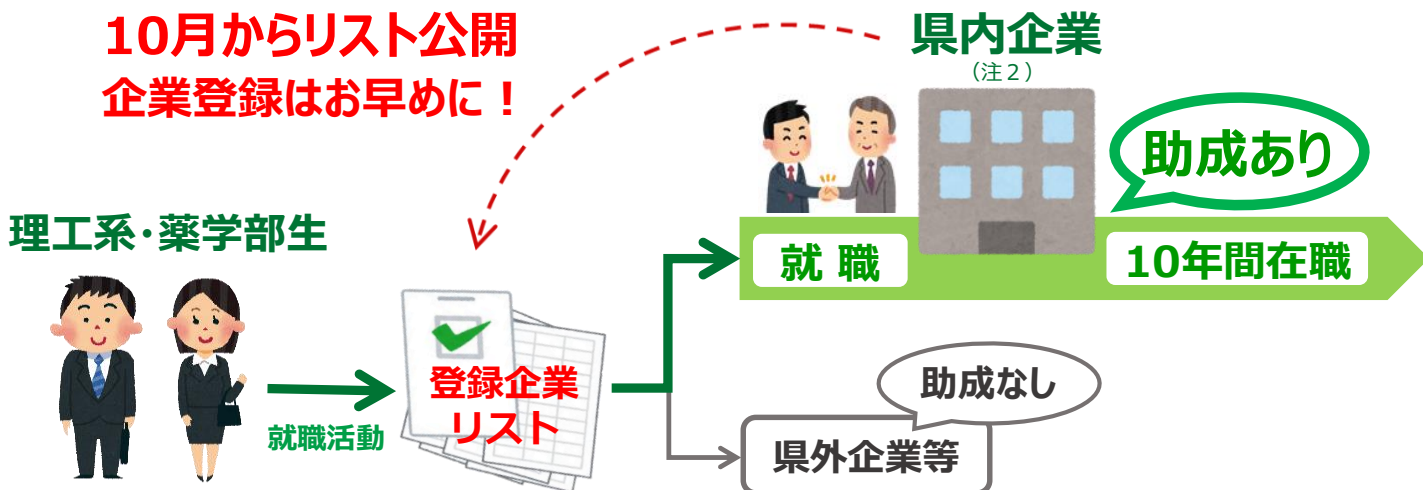 10月からリスト公開
企業登録はお早めに！
県内企業
（注２）
助成あり
理工系・薬学部生
就 職
10年間在職
登録企業
リスト
就職活動
助成なし
県外企業等